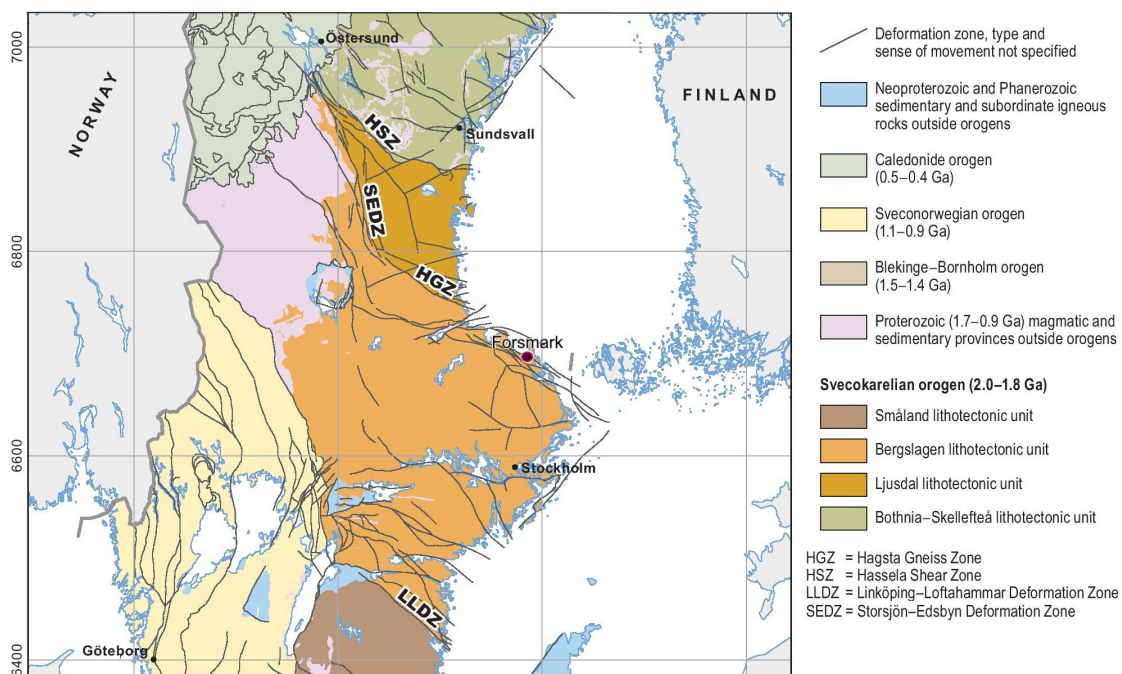 7000
6800
6600
6400
NORWAY
FINLAND
Östersund
Sundsvall
HSZ
SEDZ
HGZ
Forsmark
Stockholm
LLDZ
Göteborg
Deformation zone, type and
sense of movement not specified
Neoproterozoic and Phanerozoic
sedimentary and subordinate igneous
rocks outside orogens
Caledonide orogen
(0.5–0.4 Ga)
Sveconorwegian orogen
(1.1–0.9 Ga)
Blekinge–Bornholm orogen
(1.5–1.4 Ga)
Proterozoic (1.7–0.9 Ga) magmatic and
sedimentary provinces outside orogens
Svecokarelian orogen (2.0–1.8 Ga)
Småland lithotectonic unit
Bergslagen lithotectonic unit
Ljusdal lithotectonic unit
Bothnia–Skellefteå lithotectonic unit
HGZ = Hagsta Gneiss Zone
HSZ = Hassela Shear Zone
LLDZ = Linköping–Loftahammar Deformation Zone
SEDZ = Storsjön–Edsbyn Deformation Zone